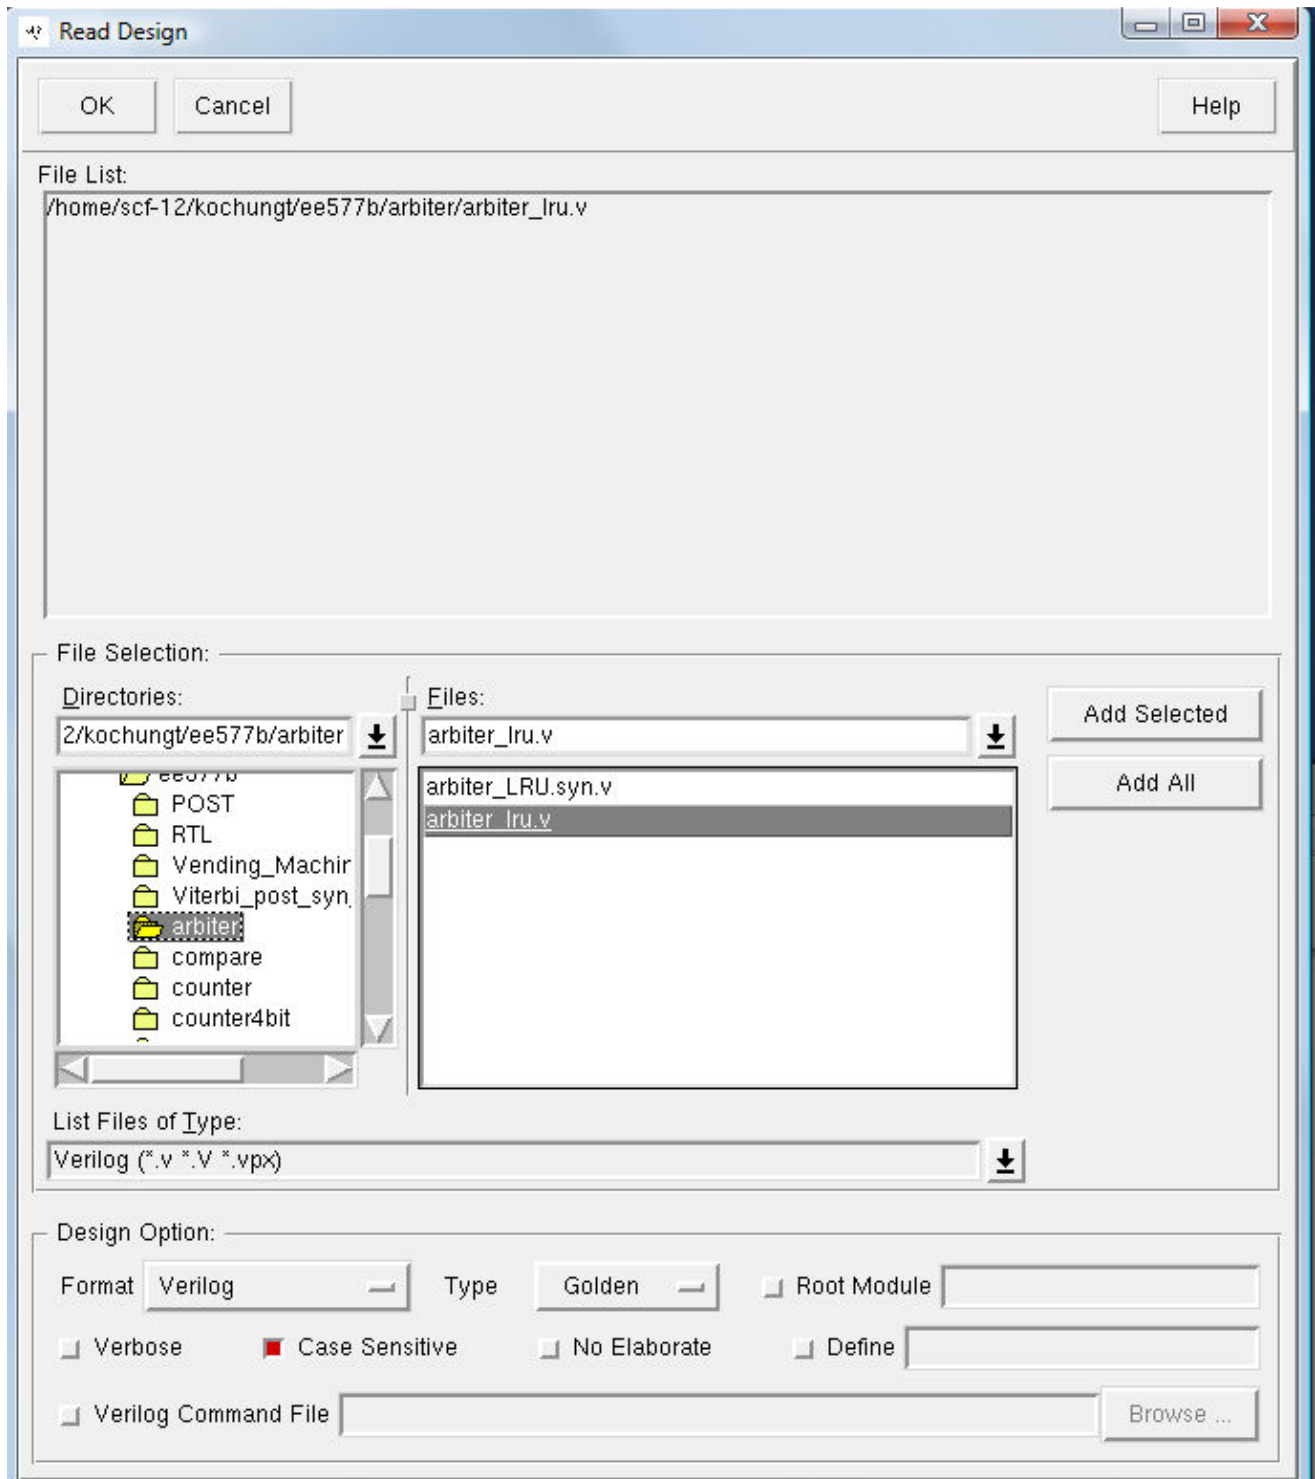 Read Design
OK Cancel Help
File List:
/home/scf-12/kochungt/ee577b/arbiter/arbiter_lru.v
File Selection:
Directories: Files:
2/kochungt/ee577b/arbiter arbiter_lru.v Add Selected
ee577b arbiter_LRU.syn.v Add All
POST arbiter_lru.v
RTL
Vending_Machin
Viterbi_post_syn_
arbiter
compare
counter
counter4bit
List Files of Type:
Verilog (*.v *.V *.vpx)
Design Option:
Format Verilog Type Golden Root Module
Verbose Case Sensitive No Elaborate Define
Verilog Command File Browse ...